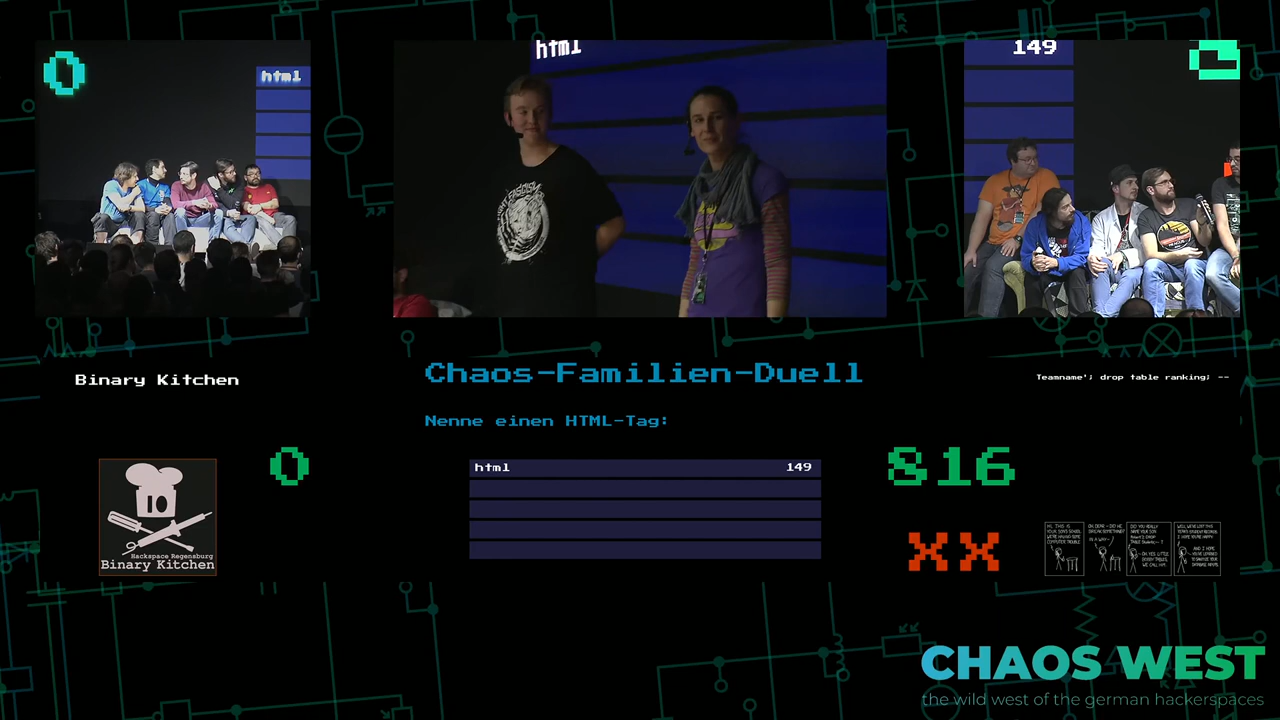 0
html
html
149
Binary Kitchen
Chaos-Familien-Duell
Teamname'; drop table ranking; --
Nenne einen HTML-Tag:
0
html 149
816
XX
Hackspace Regensburg
Binary Kitchen
CHAOS WEST
the wild west of the german hackerspaces